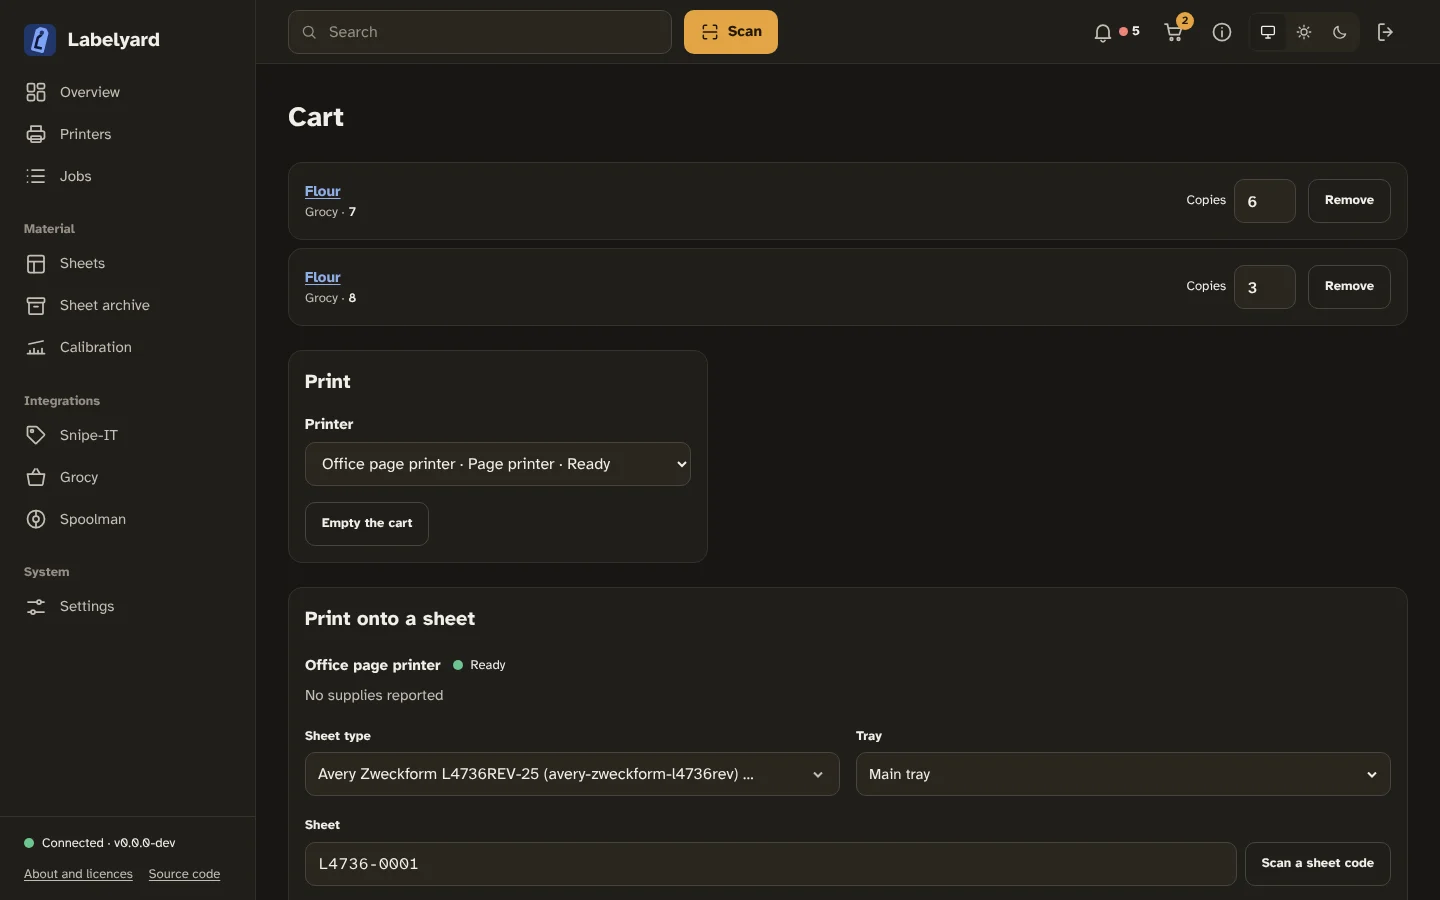 Labelyard
Search
Scan
5
2
Overview
Printers
Jobs
Material
Sheets
Sheet archive
Calibration
Integrations
Snipe-IT
Grocy
Spoolman
System
Settings
Connected · v0.0.0-dev
About and licences
Source code
Cart
Flour
Grocy · 7
Copies
6
Remove
Flour
Grocy · 8
Copies
3
Remove
Print
Printer
Office page printer · Page printer · Ready
Empty the cart
Print onto a sheet
Office page printer
Ready
No supplies reported
Sheet type
Avery Zweckform L4736REV-25 (avery-zweckform-l4736rev) ...
Tray
Main tray
Sheet
L4736-0001
Scan a sheet code